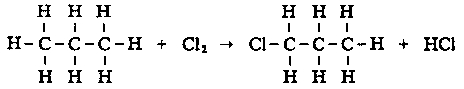 H H H H H H
H-C-C-C-H + Cl₂ → Cl-C-C-C-H + HCl
H H H H H H